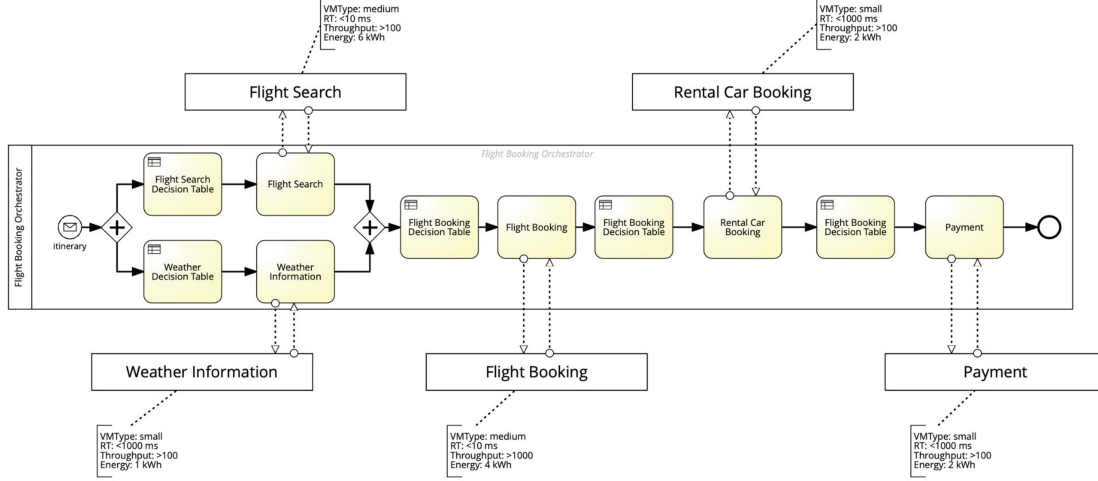 VMType: medium
RT: <10 ms
Throughput: >100
Energy: 6 kWh
VMType: small
RT: <1000 ms
Throughput: >100
Energy: 2 kWh
Flight Search
Rental Car Booking
Flight Booking Orchestrator
Flight Booking Orchestrator
itinerary
Flight Search
Decision Table
Flight Search
Weather
Decision Table
Weather
Information
Flight Booking
Decision Table
Flight Booking
Flight Booking
Decision Table
Rental Car
Booking
Flight Booking
Decision Table
Payment
Weather Information
Flight Booking
Payment
VMType: small
RT: <1000 ms
Throughput: >100
Energy: 1 kWh
VMType: medium
RT: <10 ms
Throughput: >1000
Energy: 4 kWh
VMType: small
RT: <1000 ms
Throughput: >100
Energy: 2 kWh